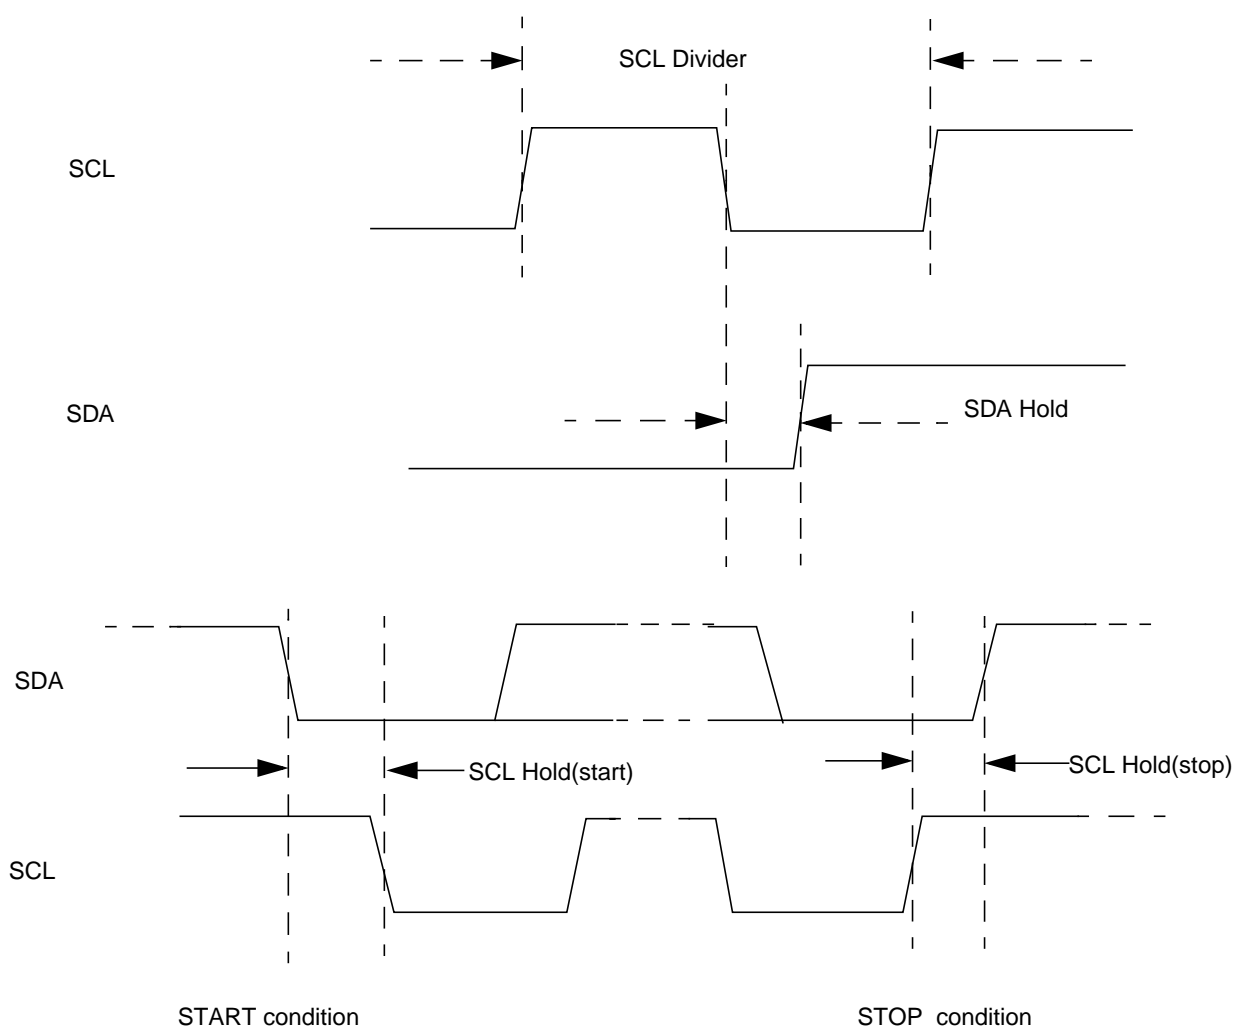 SCL Divider
SCL
SDA
SDA Hold
SDA
SCL Hold(start)
SCL Hold(stop)
SCL
START condition
STOP condition